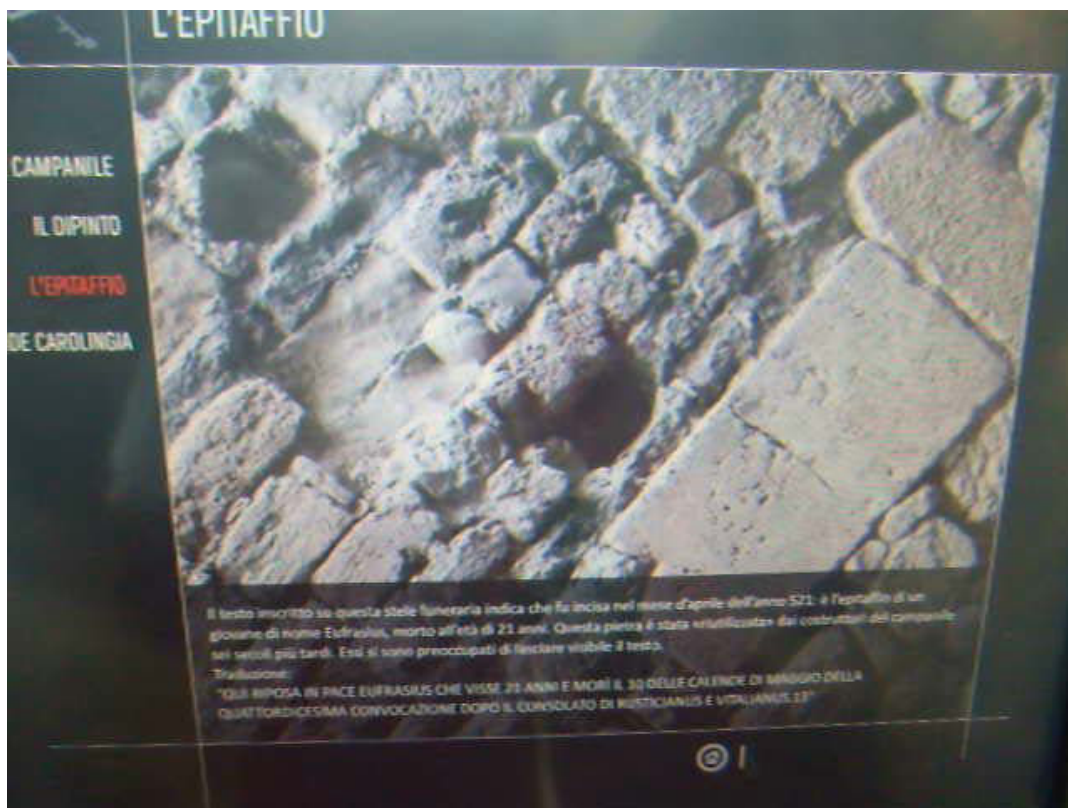 L'EPITAFFIO
CAMPANILE
IL DIPINTO
L'EPITAFFIO
DE CAROLINGIA
Il testo inscritto su questa stele funeraria indica che fu incisa nel mese d'aprile dell'anno 521: è l'epitaffio di un
giovane di nome Eufrasius, morto all'età di 21 anni. Questa pietra è stata «riutilizzata» dai costruttori del campanile
sei secoli più tardi. Essi si sono preoccupati di lasciare visibile il testo.
Traduzione:
"QUI RIPOSA IN PACE EUFRASIUS CHE VISSE 21 ANNI E MORÌ IL 10 DELLE CALENDE DI MAGGIO DELLA
QUATTORDICESIMA CONVOCAZIONE DOPO IL CONSOLATO DI RUSTICIANUS E VITALIANUS